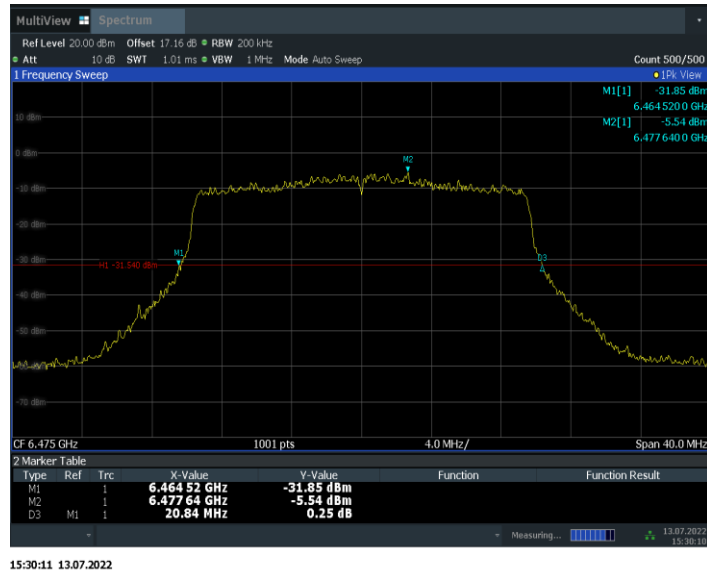 MultiView Spectrum
Ref Level 20.00 dBm Offset 17.16 dB RBW 200 kHz
Att 10 dB SWT 1.01 ms VBW 1 MHz Mode Auto Sweep Count 500/500
1 Frequency Sweep 1Pk View
M1[1] -31.85 dBm
6.464 520 0 GHz
10 dBm M2[1] -5.54 dBm
6.477 640 0 GHz
0 dBm
M2
-10 dBm
-20 dBm
M1
-30 dBm D3
H1 -31.540 dBm
-40 dBm
-50 dBm
-60 dBm
-70 dBm
CF 6.475 GHz 1001 pts 4.0 MHz/ Span 40.0 MHz
2 Marker Table
Type Ref Trc X-Value Y-Value Function Function Result
M1 1 6.464 52 GHz -31.85 dBm
M2 1 6.477 64 GHz -5.54 dBm
D3 M1 1 20.84 MHz 0.25 dB
Measuring... 13.07.2022
15:30:10
15:30:11 13.07.2022